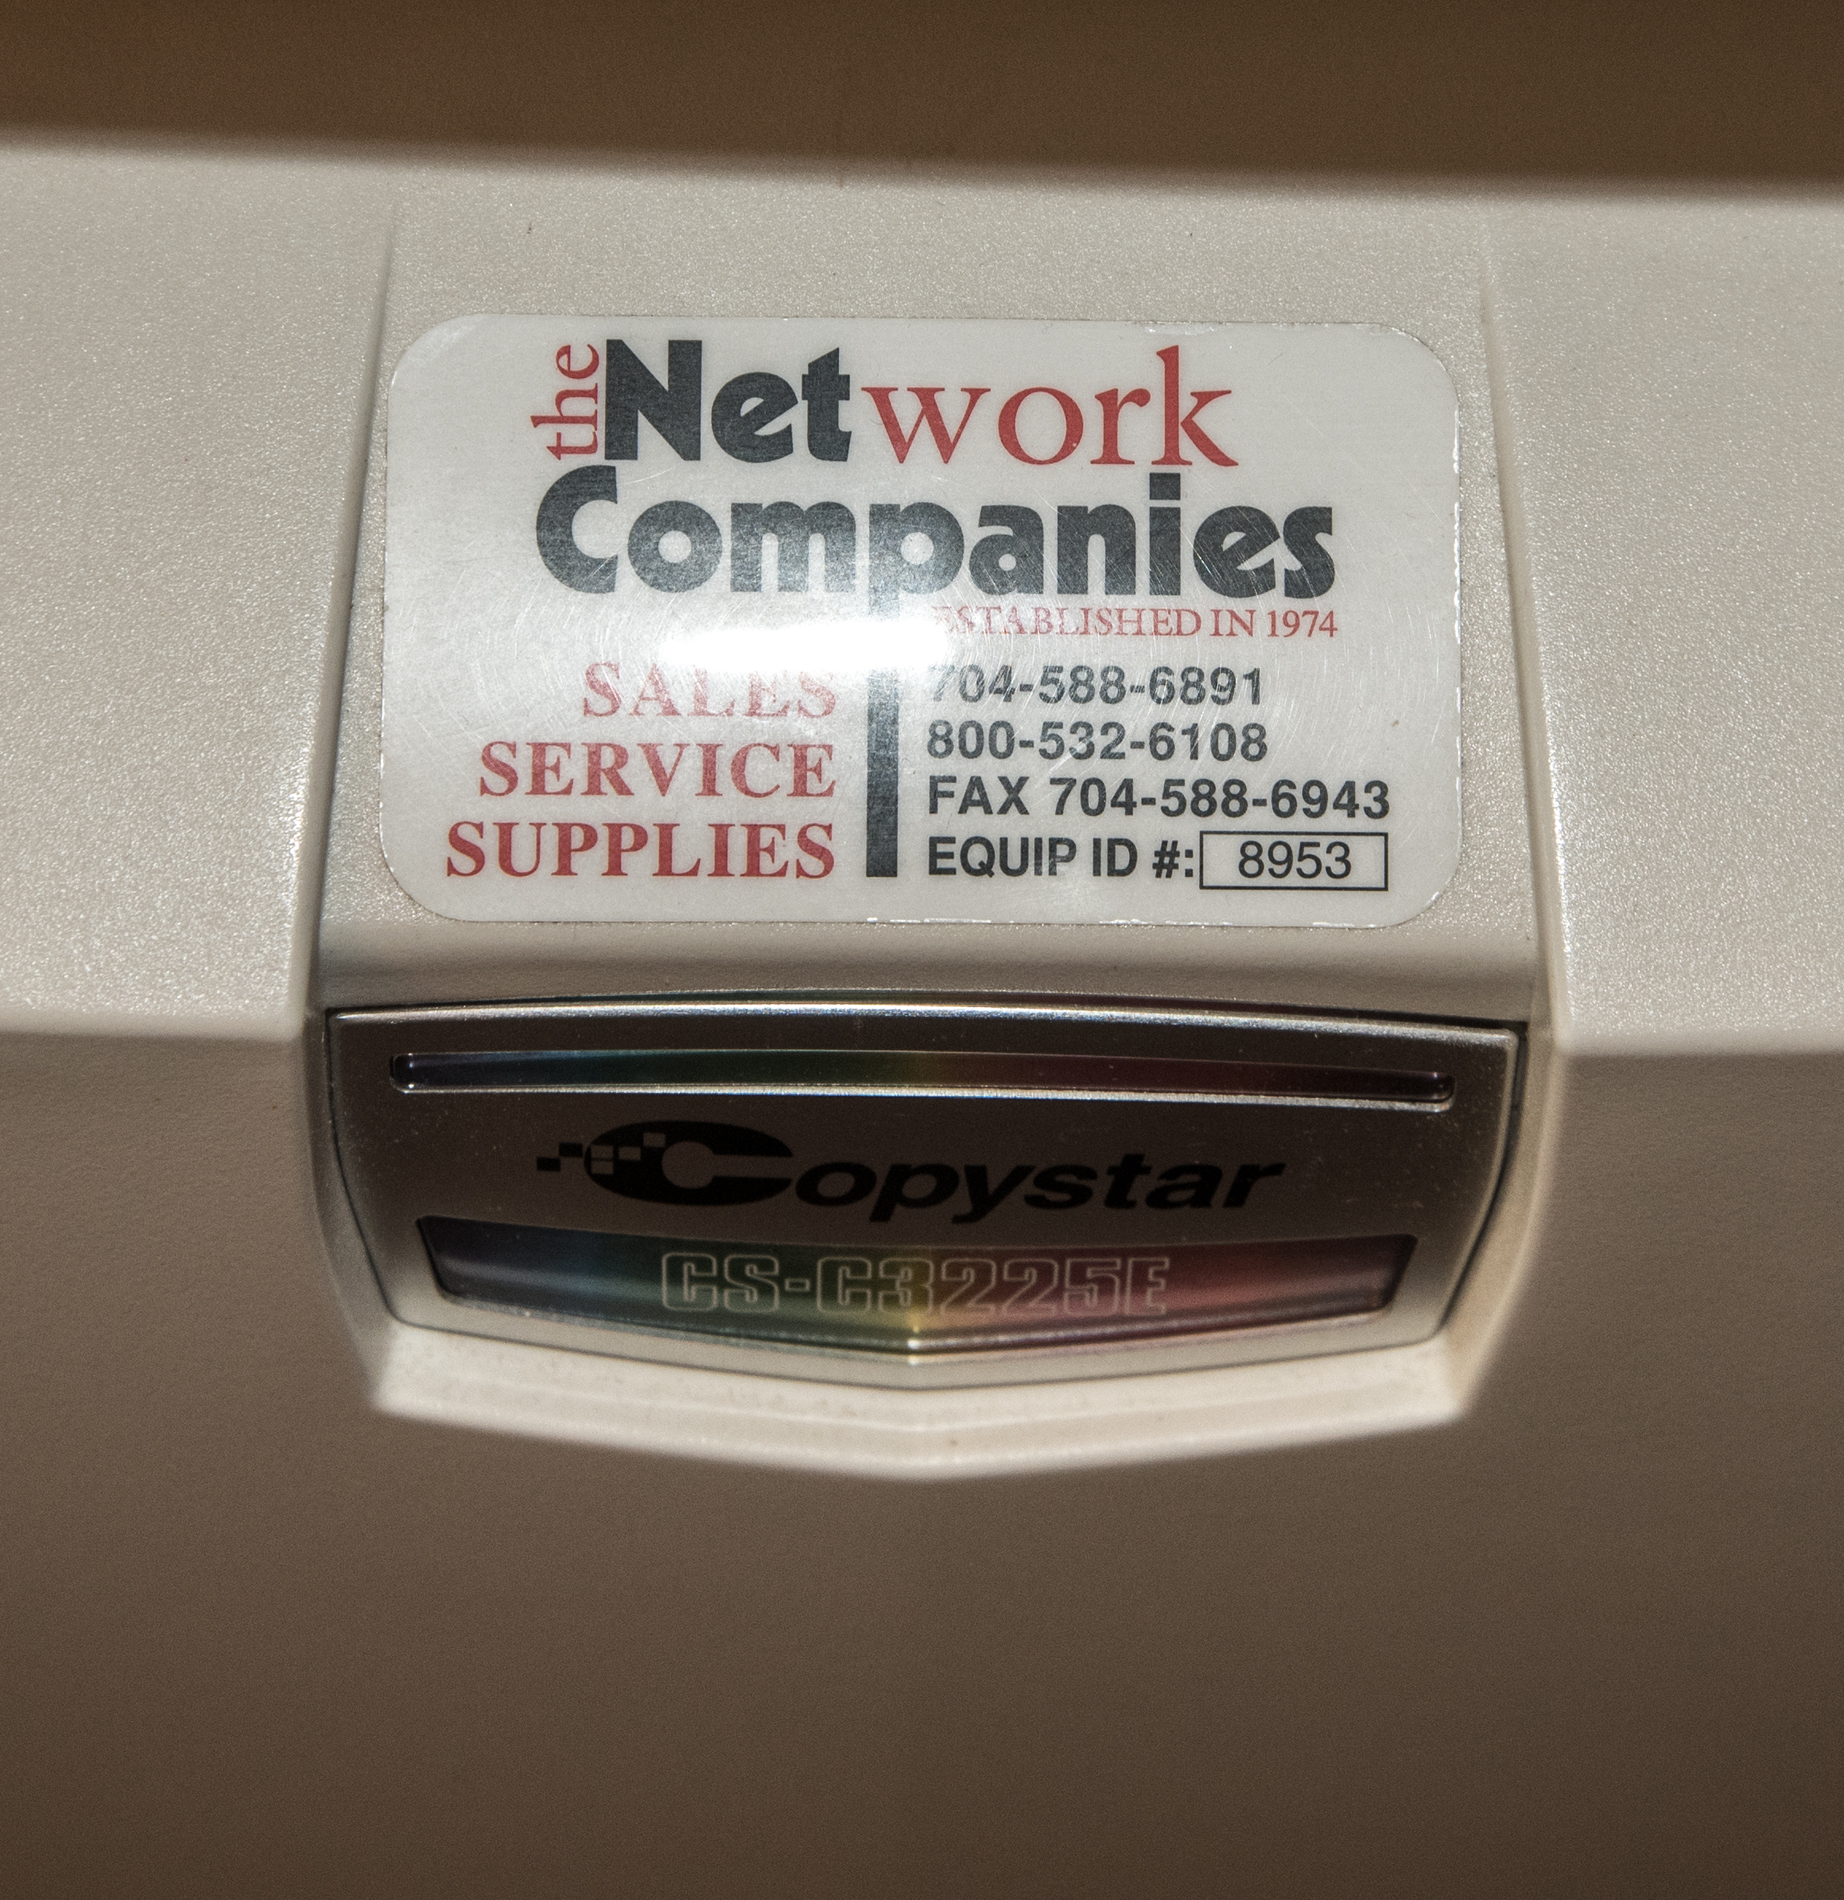 the Network
Companies
ESTABLISHED IN 1974
SALES
SERVICE
SUPPLIES
704-588-6891
800-532-6108
FAX 704-588-6943
EQUIP ID #: 8953
Copystar
CS-C3225E